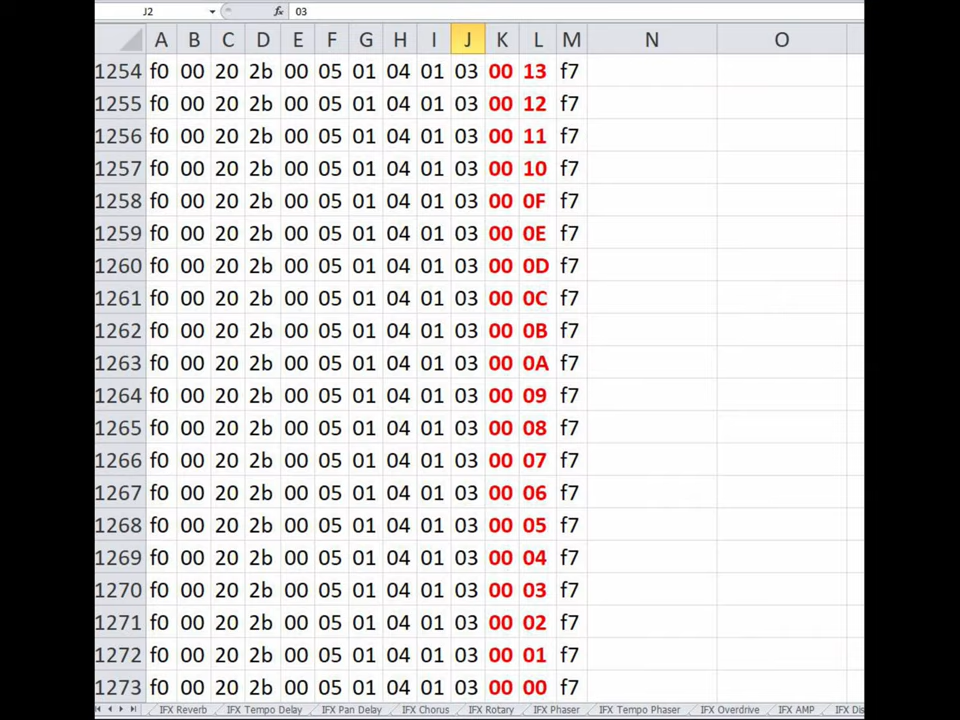 J2 fx 03
A B C D E F G H I J K L M N O
1254 f0 00 20 2b 00 05 01 04 01 03 00 13 f7
1255 f0 00 20 2b 00 05 01 04 01 03 00 12 f7
1256 f0 00 20 2b 00 05 01 04 01 03 00 11 f7
1257 f0 00 20 2b 00 05 01 04 01 03 00 10 f7
1258 f0 00 20 2b 00 05 01 04 01 03 00 0F f7
1259 f0 00 20 2b 00 05 01 04 01 03 00 0E f7
1260 f0 00 20 2b 00 05 01 04 01 03 00 0D f7
1261 f0 00 20 2b 00 05 01 04 01 03 00 0C f7
1262 f0 00 20 2b 00 05 01 04 01 03 00 0B f7
1263 f0 00 20 2b 00 05 01 04 01 03 00 0A f7
1264 f0 00 20 2b 00 05 01 04 01 03 00 09 f7
1265 f0 00 20 2b 00 05 01 04 01 03 00 08 f7
1266 f0 00 20 2b 00 05 01 04 01 03 00 07 f7
1267 f0 00 20 2b 00 05 01 04 01 03 00 06 f7
1268 f0 00 20 2b 00 05 01 04 01 03 00 05 f7
1269 f0 00 20 2b 00 05 01 04 01 03 00 04 f7
1270 f0 00 20 2b 00 05 01 04 01 03 00 03 f7
1271 f0 00 20 2b 00 05 01 04 01 03 00 02 f7
1272 f0 00 20 2b 00 05 01 04 01 03 00 01 f7
1273 f0 00 20 2b 00 05 01 04 01 03 00 00 f7
IFX Reverb IFX Tempo Delay IFX Pan Delay IFX Chorus IFX Rotary IFX Phaser IFX Tempo Phaser IFX Overdrive IFX AMP IFX Dis